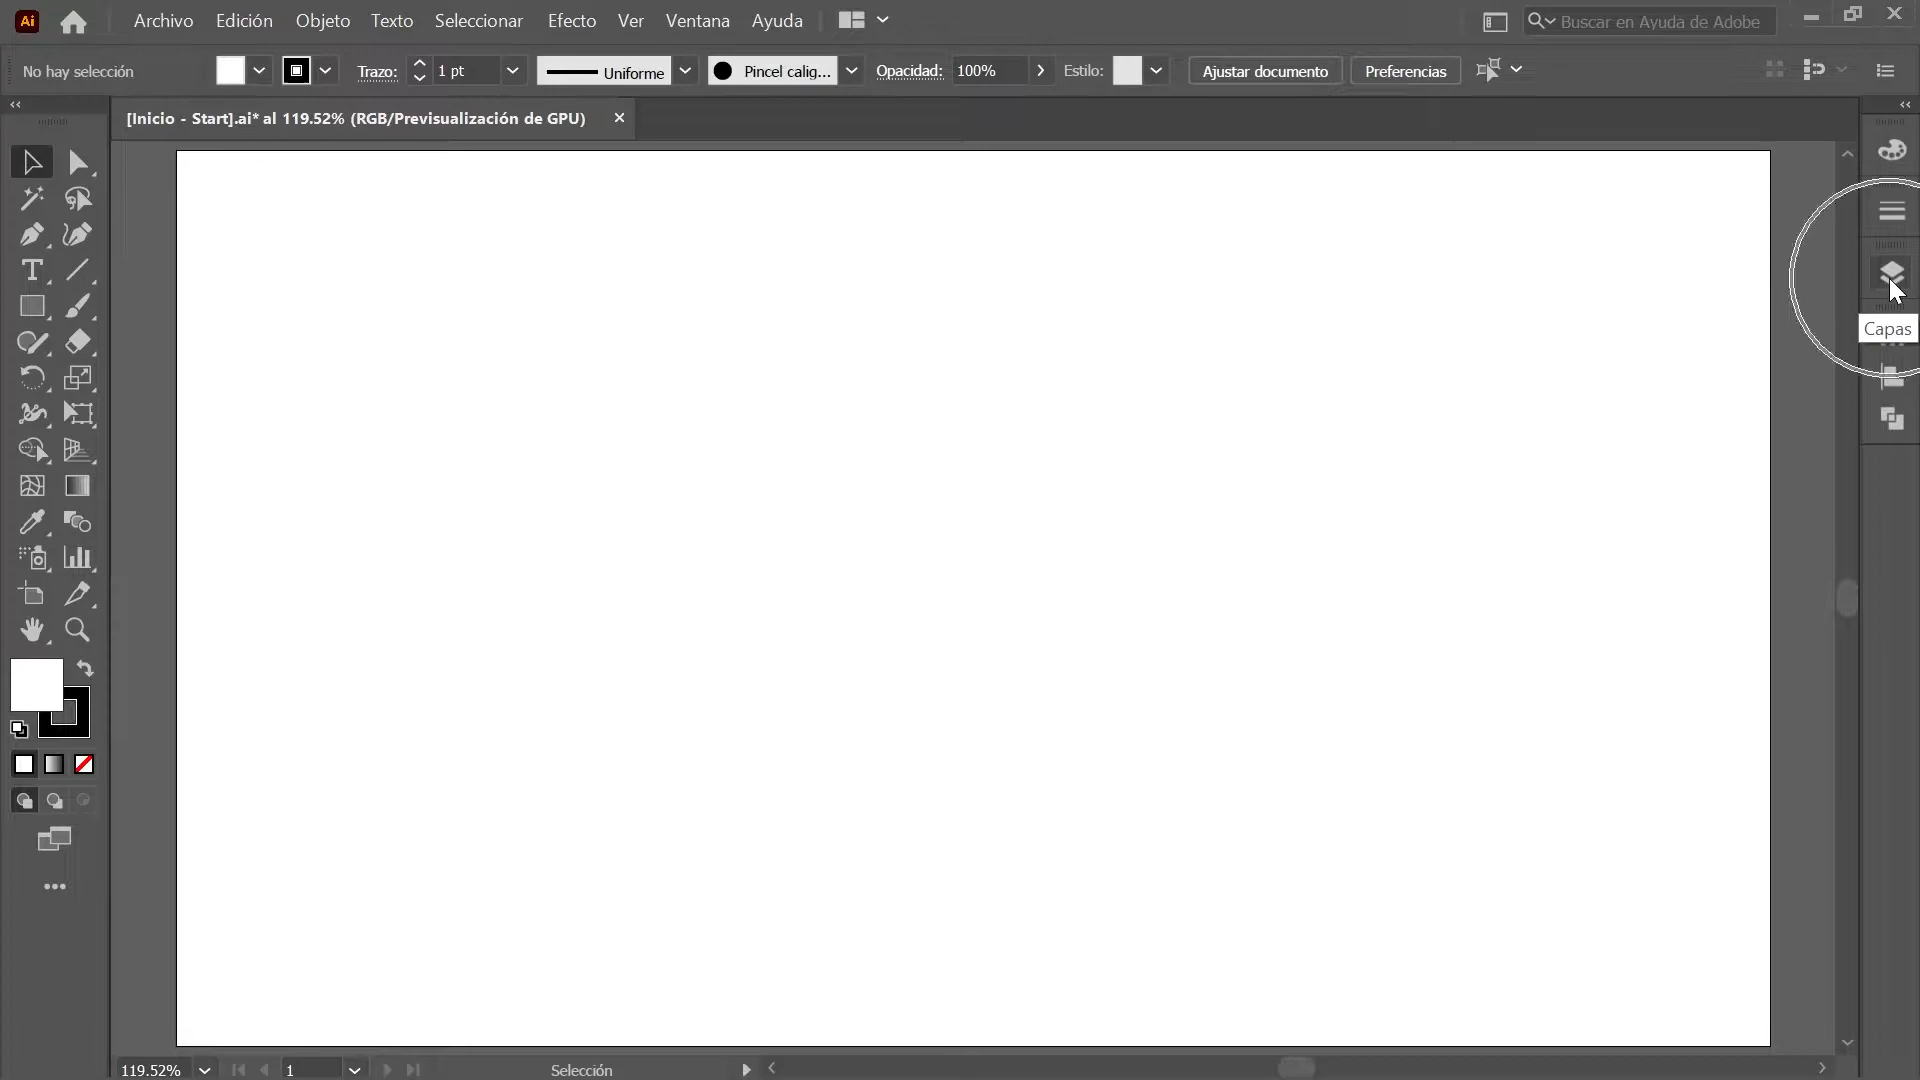 Ai
Archivo Edición Objeto Texto Seleccionar Efecto Ver Ventana Ayuda
Buscar en Ayuda de Adobe
No hay selección
Trazo: 1 pt
Uniforme
Pincel calig...
Opacidad: 100%
Estilo:
Ajustar documento
Preferencias
[Inicio - Start].ai* al 119.52% (RGB/Previsualización de GPU)
Capas
119.52%
1
Selección